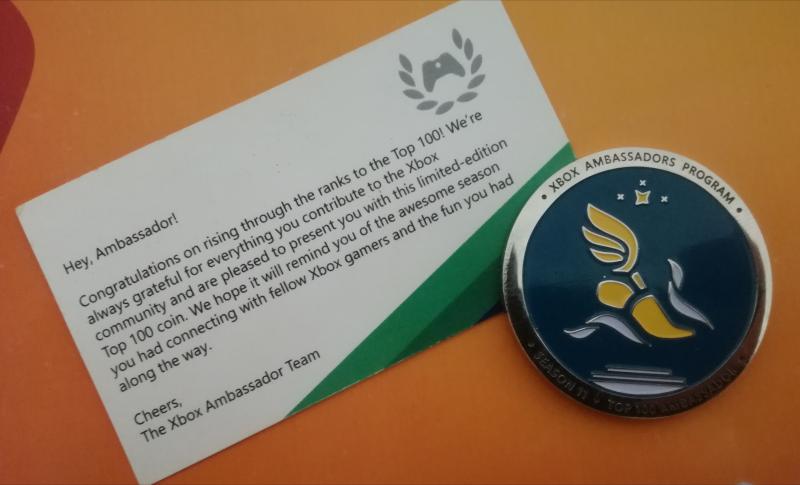 Hey, Ambassador!
Congratulations on rising through the ranks to the Top 100! We're
always grateful for everything you contribute to the Xbox
community and are pleased to present you with this limited-edition
Top 100 coin. We hope it will remind you of the awesome season
you had connecting with fellow Xbox gamers and the fun you had
along the way.
Cheers,
The Xbox Ambassador Team
XBOX AMBASSADORS PROGRAM
SEASON 11 TOP 100 AMBASSADOR